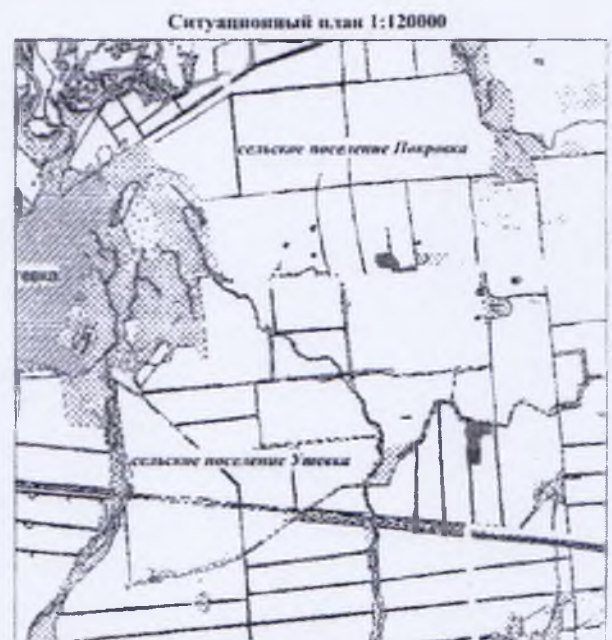 Ситуационный план 1:120000
сельское поселение Покровка
сельское поселение Утевка